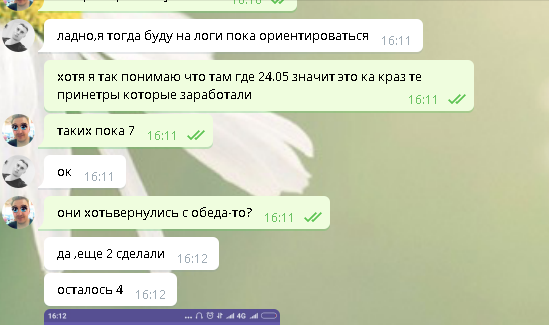 16:10
ладно,я тогда буду на логи пока ориентироваться 16:11
хотя я так понимаю что там где 24.05 значит это ка краз те
принетры которые заработали 16:11
таких пока 7 16:11
ок 16:11
они хотьвернулись с обеда-то? 16:11
да ,еще 2 сделали 16:12
осталось 4 16:12
16:12 ... 4G